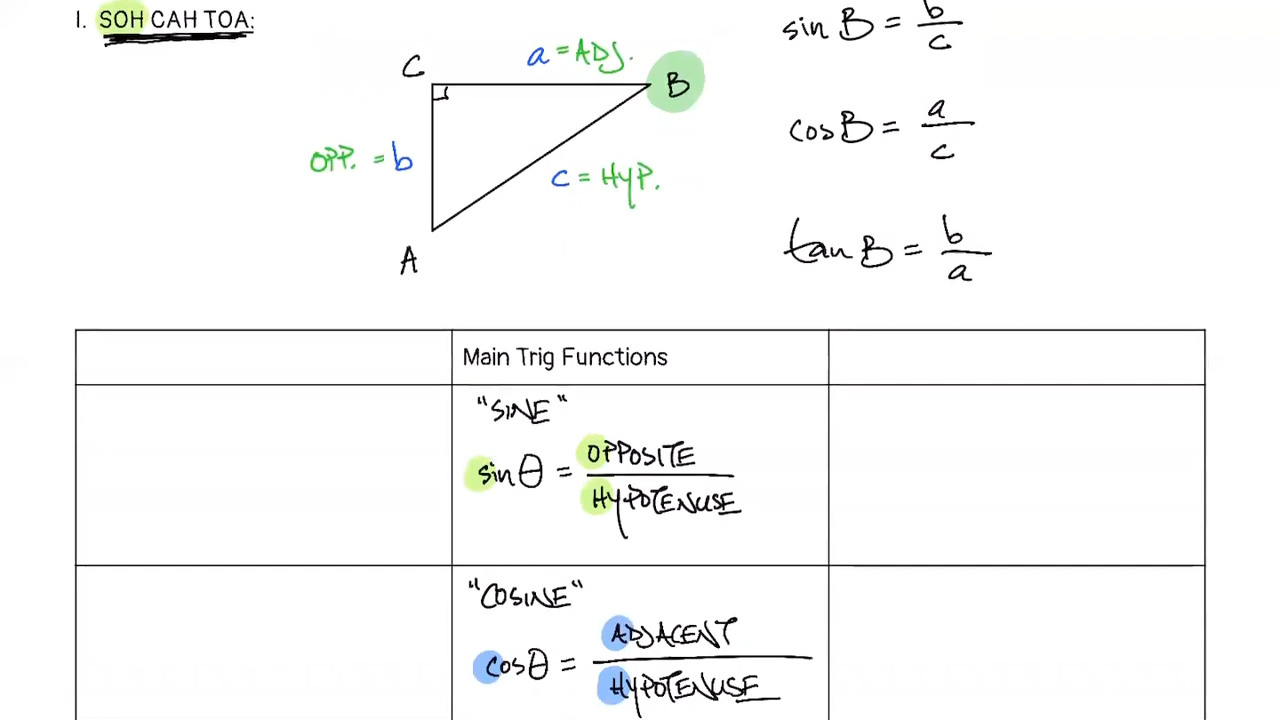 I. SOH CAH TOA:
C
a = ADJ.
B
OPP. = b
c = HYP.
A
sin B = b/c
cos B = a/c
tan B = b/a
Main Trig Functions
"SINE"
sin θ = OPPOSITE
HYPOTENUSE
"COSINE"
cos θ = ADJACENT
HYPOTENUSE